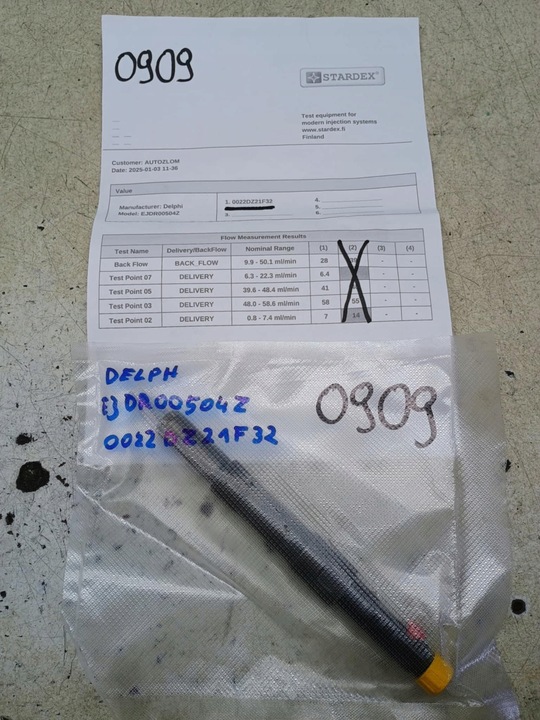 0909
STARDEX
Test equipment for
modern injection systems
www.stardex.fi
Finland
Customer: AUTOZLOM
Date: 2025-01-03 11-36
Value
Manufacturer: Delphi
Model: EJDR005042
1. 0022DZ21F32
3.
4.
5.
6.
Flow Measurement Results
Test Name Delivery/BackFlow Nominal Range (1) (2) (3) (4)
Back Flow BACK_FLOW 9.9 - 50.1 ml/min 28 - -
Test Point 07 DELIVERY 6.3 - 22.3 ml/min 6.4 - -
Test Point 05 DELIVERY 39.6 - 48.4 ml/min 41 - -
Test Point 03 DELIVERY 48.0 - 58.6 ml/min 58 55 - -
Test Point 02 DELIVERY 0.8 - 7.4 ml/min 7 14 - -
DELPH
EJDR00504Z
0022DZ21F32
0909